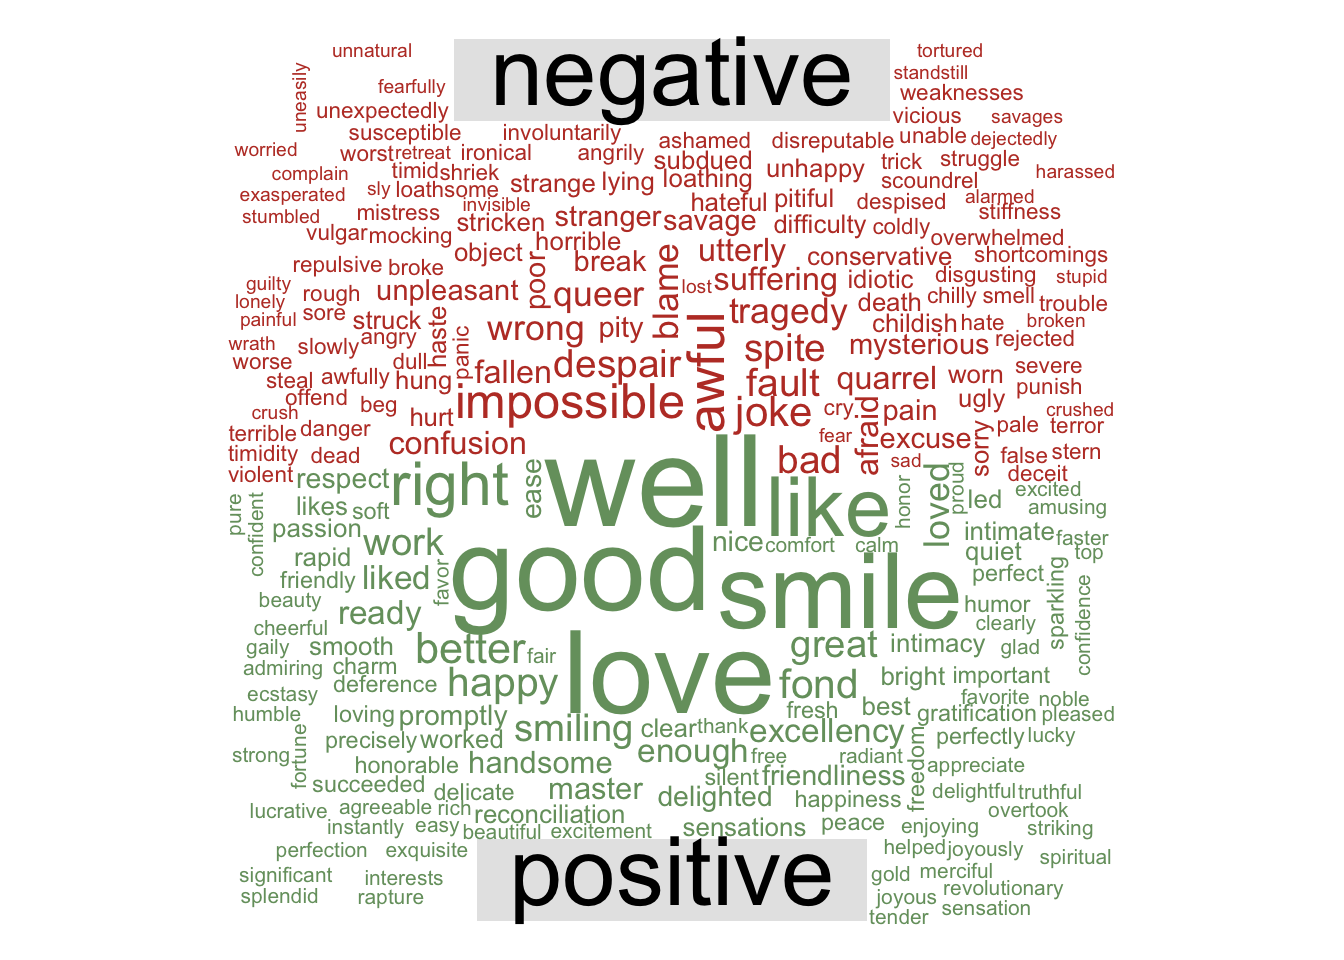 unnatural negative tortured
uneasily fearfully standstill
unexpectedly weaknesses
vicious savages
susceptible involuntarily ashamed disreputable unable dejectedly
worried worst retreat ironical angrily subdued unhappy trick struggle
complain timid shriek loathing scoundrel harassed
exasperated sly loathsome strange lying hateful pitiful despised alarmed
stumbled mistress invisible stricken stranger savage difficulty coldly stiffness
vulgar mocking horrible overwhelmed
repulsive broke object poor break blame utterly conservative shortcomings
guilty unpleasant queer lost suffering idiotic disgusting stupid
lonely rough haste tragedy death chilly smell trouble
painful sore struck wrong pity awful childish hate broken
wrath slowly angry panic despair spite mysterious rejected
worse dull fallen fault quarrel worn severe
steal awfully hung impossible punish
offend beg hurt joke cry afraid pain ugly crushed
crush danger confusion fear excuse sorry pale terror
terrible
timidity dead bad sad false stern
violent deceit
respect right ease well like honor loved proud led excited
pure likes soft amusing
confident passion work nice comfort calm intimate faster
rapid good quiet top
friendly liked favor smile perfect sparkling
beauty ready humor confidence
cheerful clearly
gaily smooth better fair love great intimacy glad
admiring charm
deference happy fond bright important
ecstasy favorite noble
humble loving promptly fresh best gratification pleased
strong fortune precisely worked smiling clear thank excellency perfectly lucky
honorable handsome enough free radiant freedom appreciate
succeeded delicate master silent friendliness delightful truthful
lucrative agreeable rich reconciliation delighted happiness overtook
instantly easy beautiful excitement sensations peace enjoying striking
perfection exquisite positive helped joyously spiritual
significant interests gold merciful
splendid rapture joyous revolutionary
tender sensation